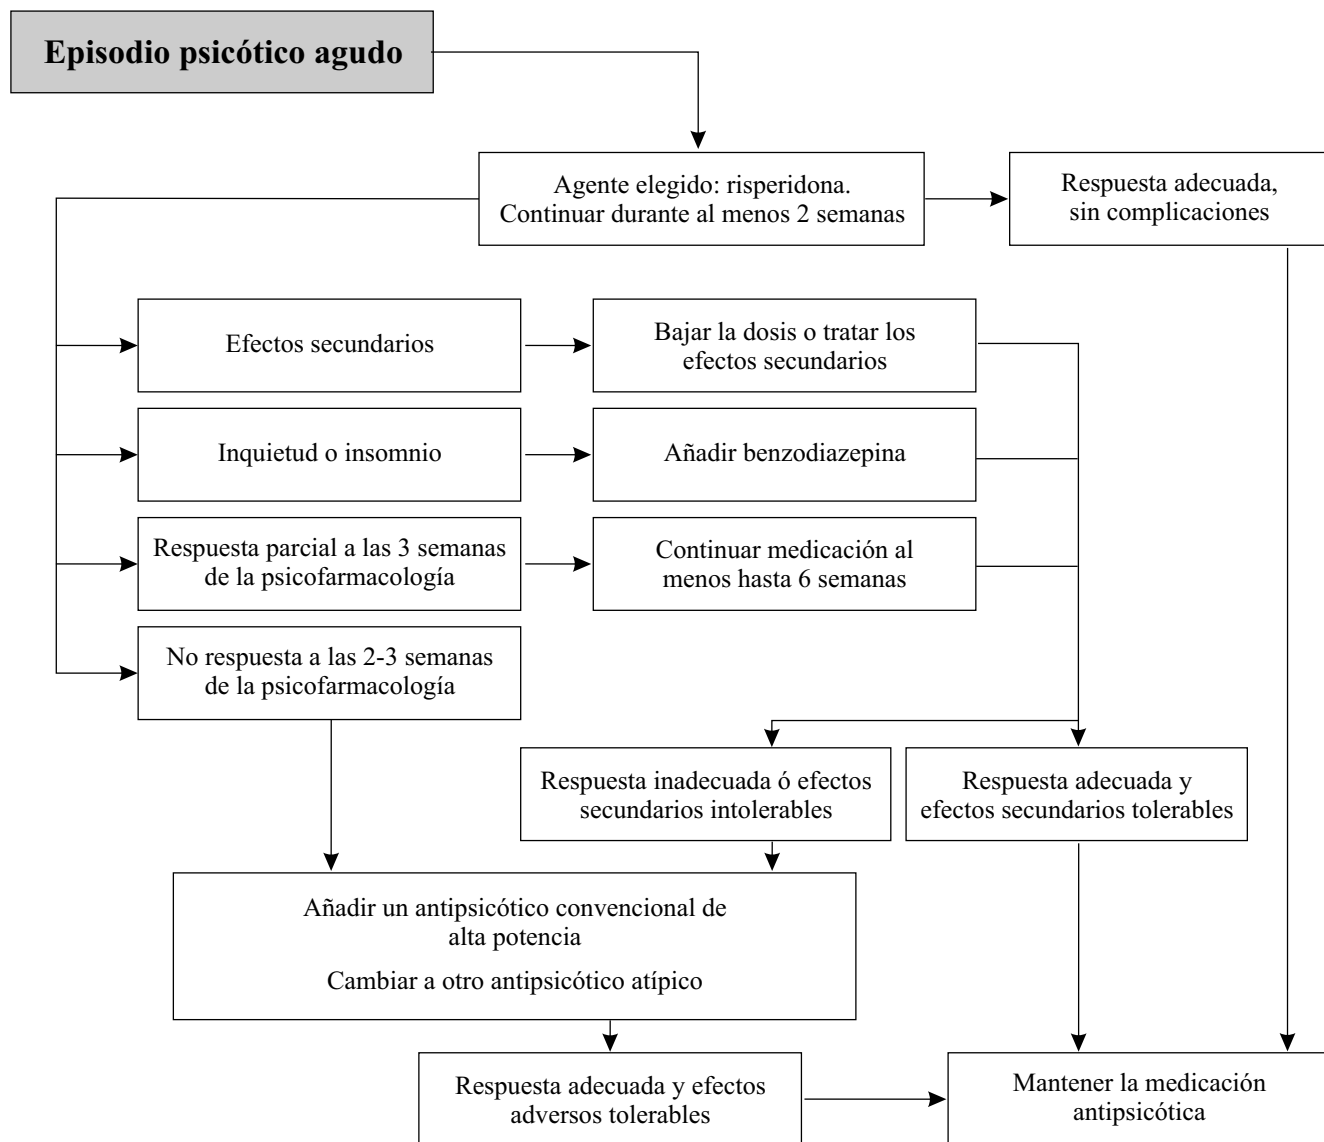 Episodio psicótico agudo
Agente elegido: risperidona.
Continuar durante al menos 2 semanas
Respuesta adecuada,
sin complicaciones
Efectos secundarios
Bajar la dosis o tratar los
efectos secundarios
Inquietud o insomnio
Añadir benzodiazepina
Respuesta parcial a las 3 semanas
de la psicofarmacología
Continuar medicación al
menos hasta 6 semanas
No respuesta a las 2-3 semanas
de la psicofarmacología
Respuesta inadecuada ó efectos
secundarios intolerables
Respuesta adecuada y
efectos secundarios tolerables
Añadir un antipsicótico convencional de
alta potencia
Cambiar a otro antipsicótico atípico
Respuesta adecuada y efectos
adversos tolerables
Mantener la medicación
antipsicótica